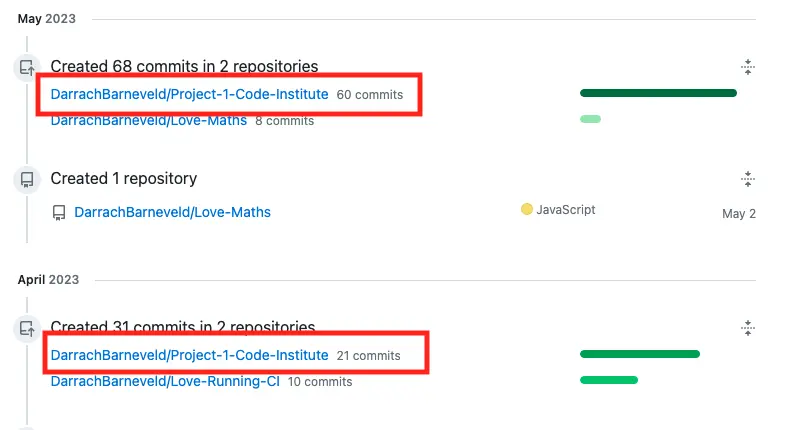 May 2023
Created 68 commits in 2 repositories
DarrachBarneveld/Project-1-Code-Institute 60 commits
DarrachBarneveld/Love-Maths 8 commits
Created 1 repository
DarrachBarneveld/Love-Maths JavaScript May 2
April 2023
Created 31 commits in 2 repositories
DarrachBarneveld/Project-1-Code-Institute 21 commits
DarrachBarneveld/Love-Running-CI 10 commits